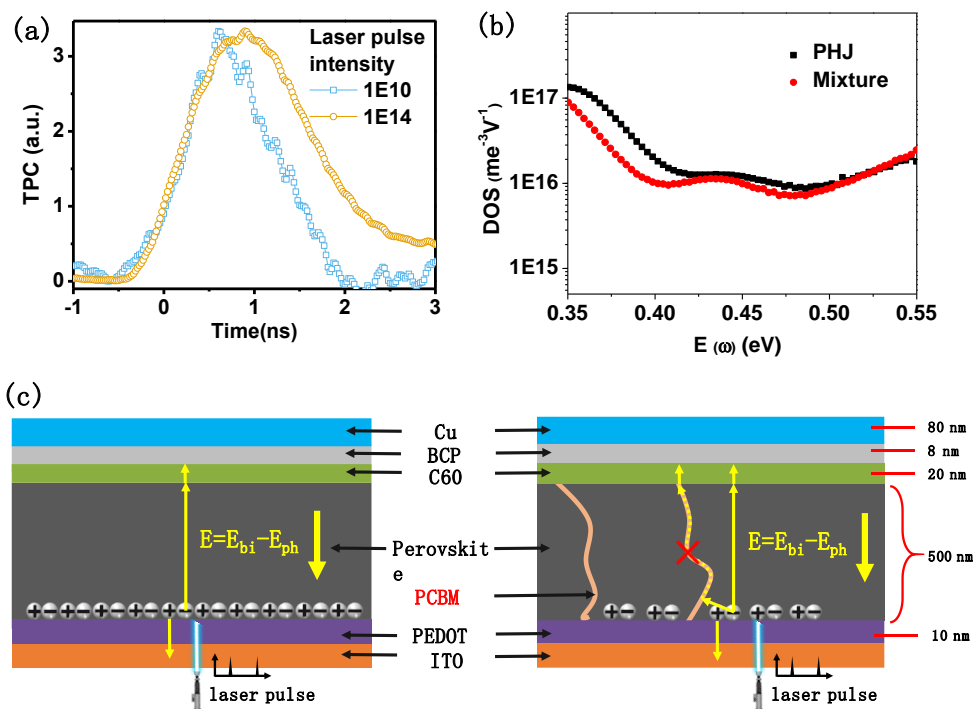 (a)
Laser pulse
intensity
1E10
1E14
TPC (a.u.)
3
2
1
0
-1 0 1 2 3
Time(ns)
(b)
PHJ
Mixture
DOS (me⁻³V⁻¹)
1E17
1E16
1E15
0.35 0.40 0.45 0.50 0.55
E (ω) (eV)
(c)
Cu
BCP
C60
E=Ebi-Eph
Perovskit
e
PCBM
PEDOT
ITO
laser pulse
E=Ebi-Eph
laser pulse
80 nm
8 nm
20 nm
500 nm
10 nm